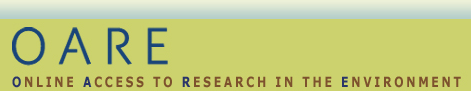 OARE
ONLINE ACCESS TO RESEARCH IN THE ENVIRONMENT